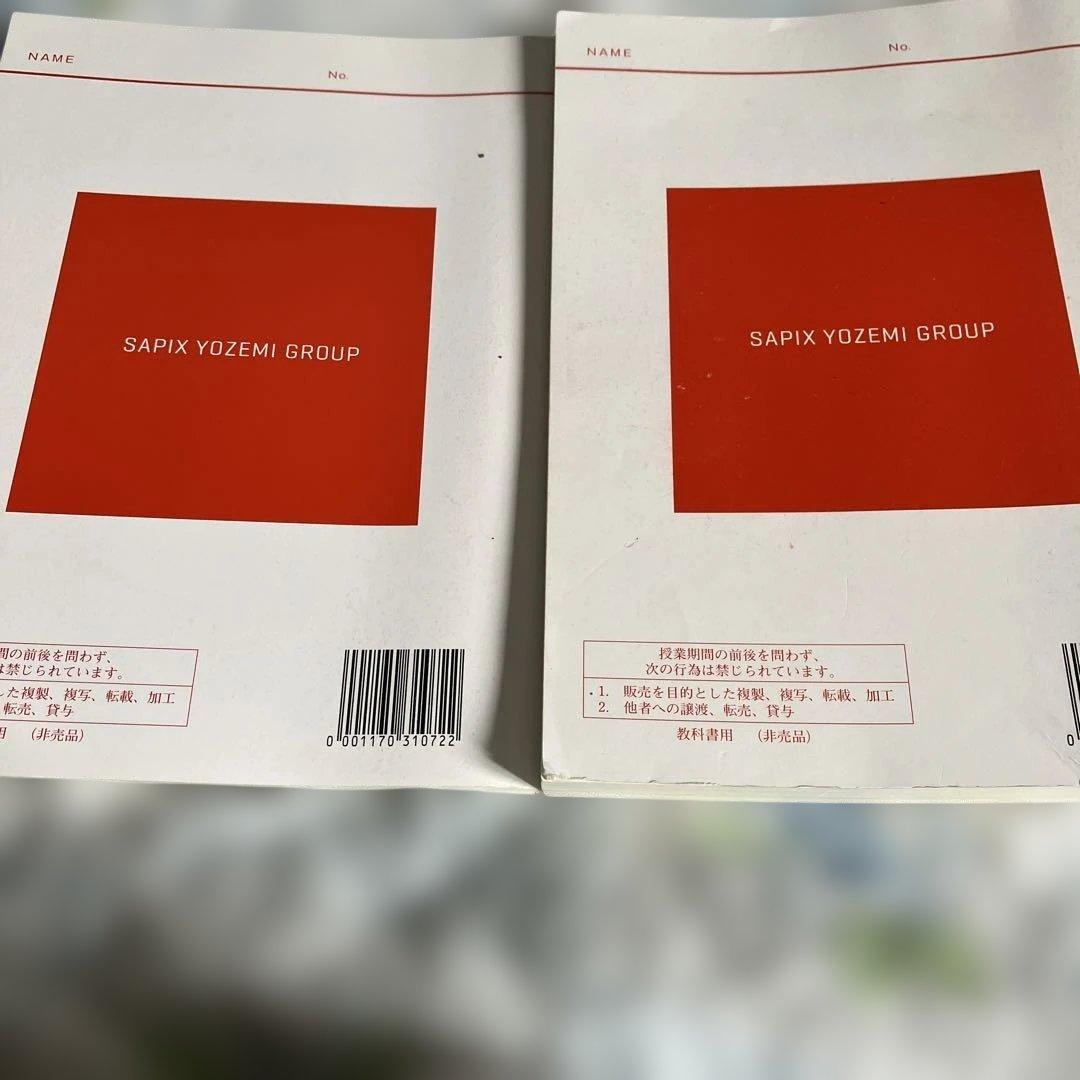 NAME
No.
SAPIX YOZEMI GROUP
間の前後を問わず、
は禁じられています。
した複製、複写、転載、加工
転売、貸与
用 （非売品）
0 001170 310722
NAME
No.
SAPIX YOZEMI GROUP
授業期間の前後を問わず、
次の行為は禁じられています。
1. 販売を目的とした複製、複写、転載、加工
2. 他者への譲渡、転売、貸与
教科書用 （非売品）
0